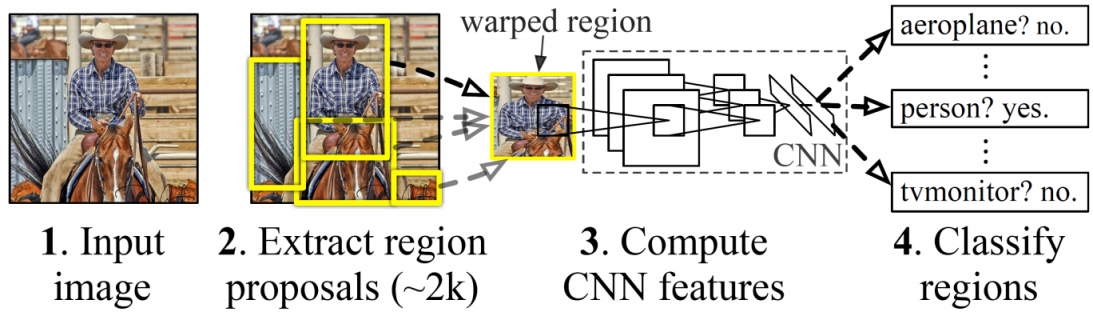 warped region
aeroplane? no.
person? yes.
CNN
tvmonitor? no.
1. Input
image
2. Extract region
proposals (~2k)
3. Compute
CNN features
4. Classify
regions